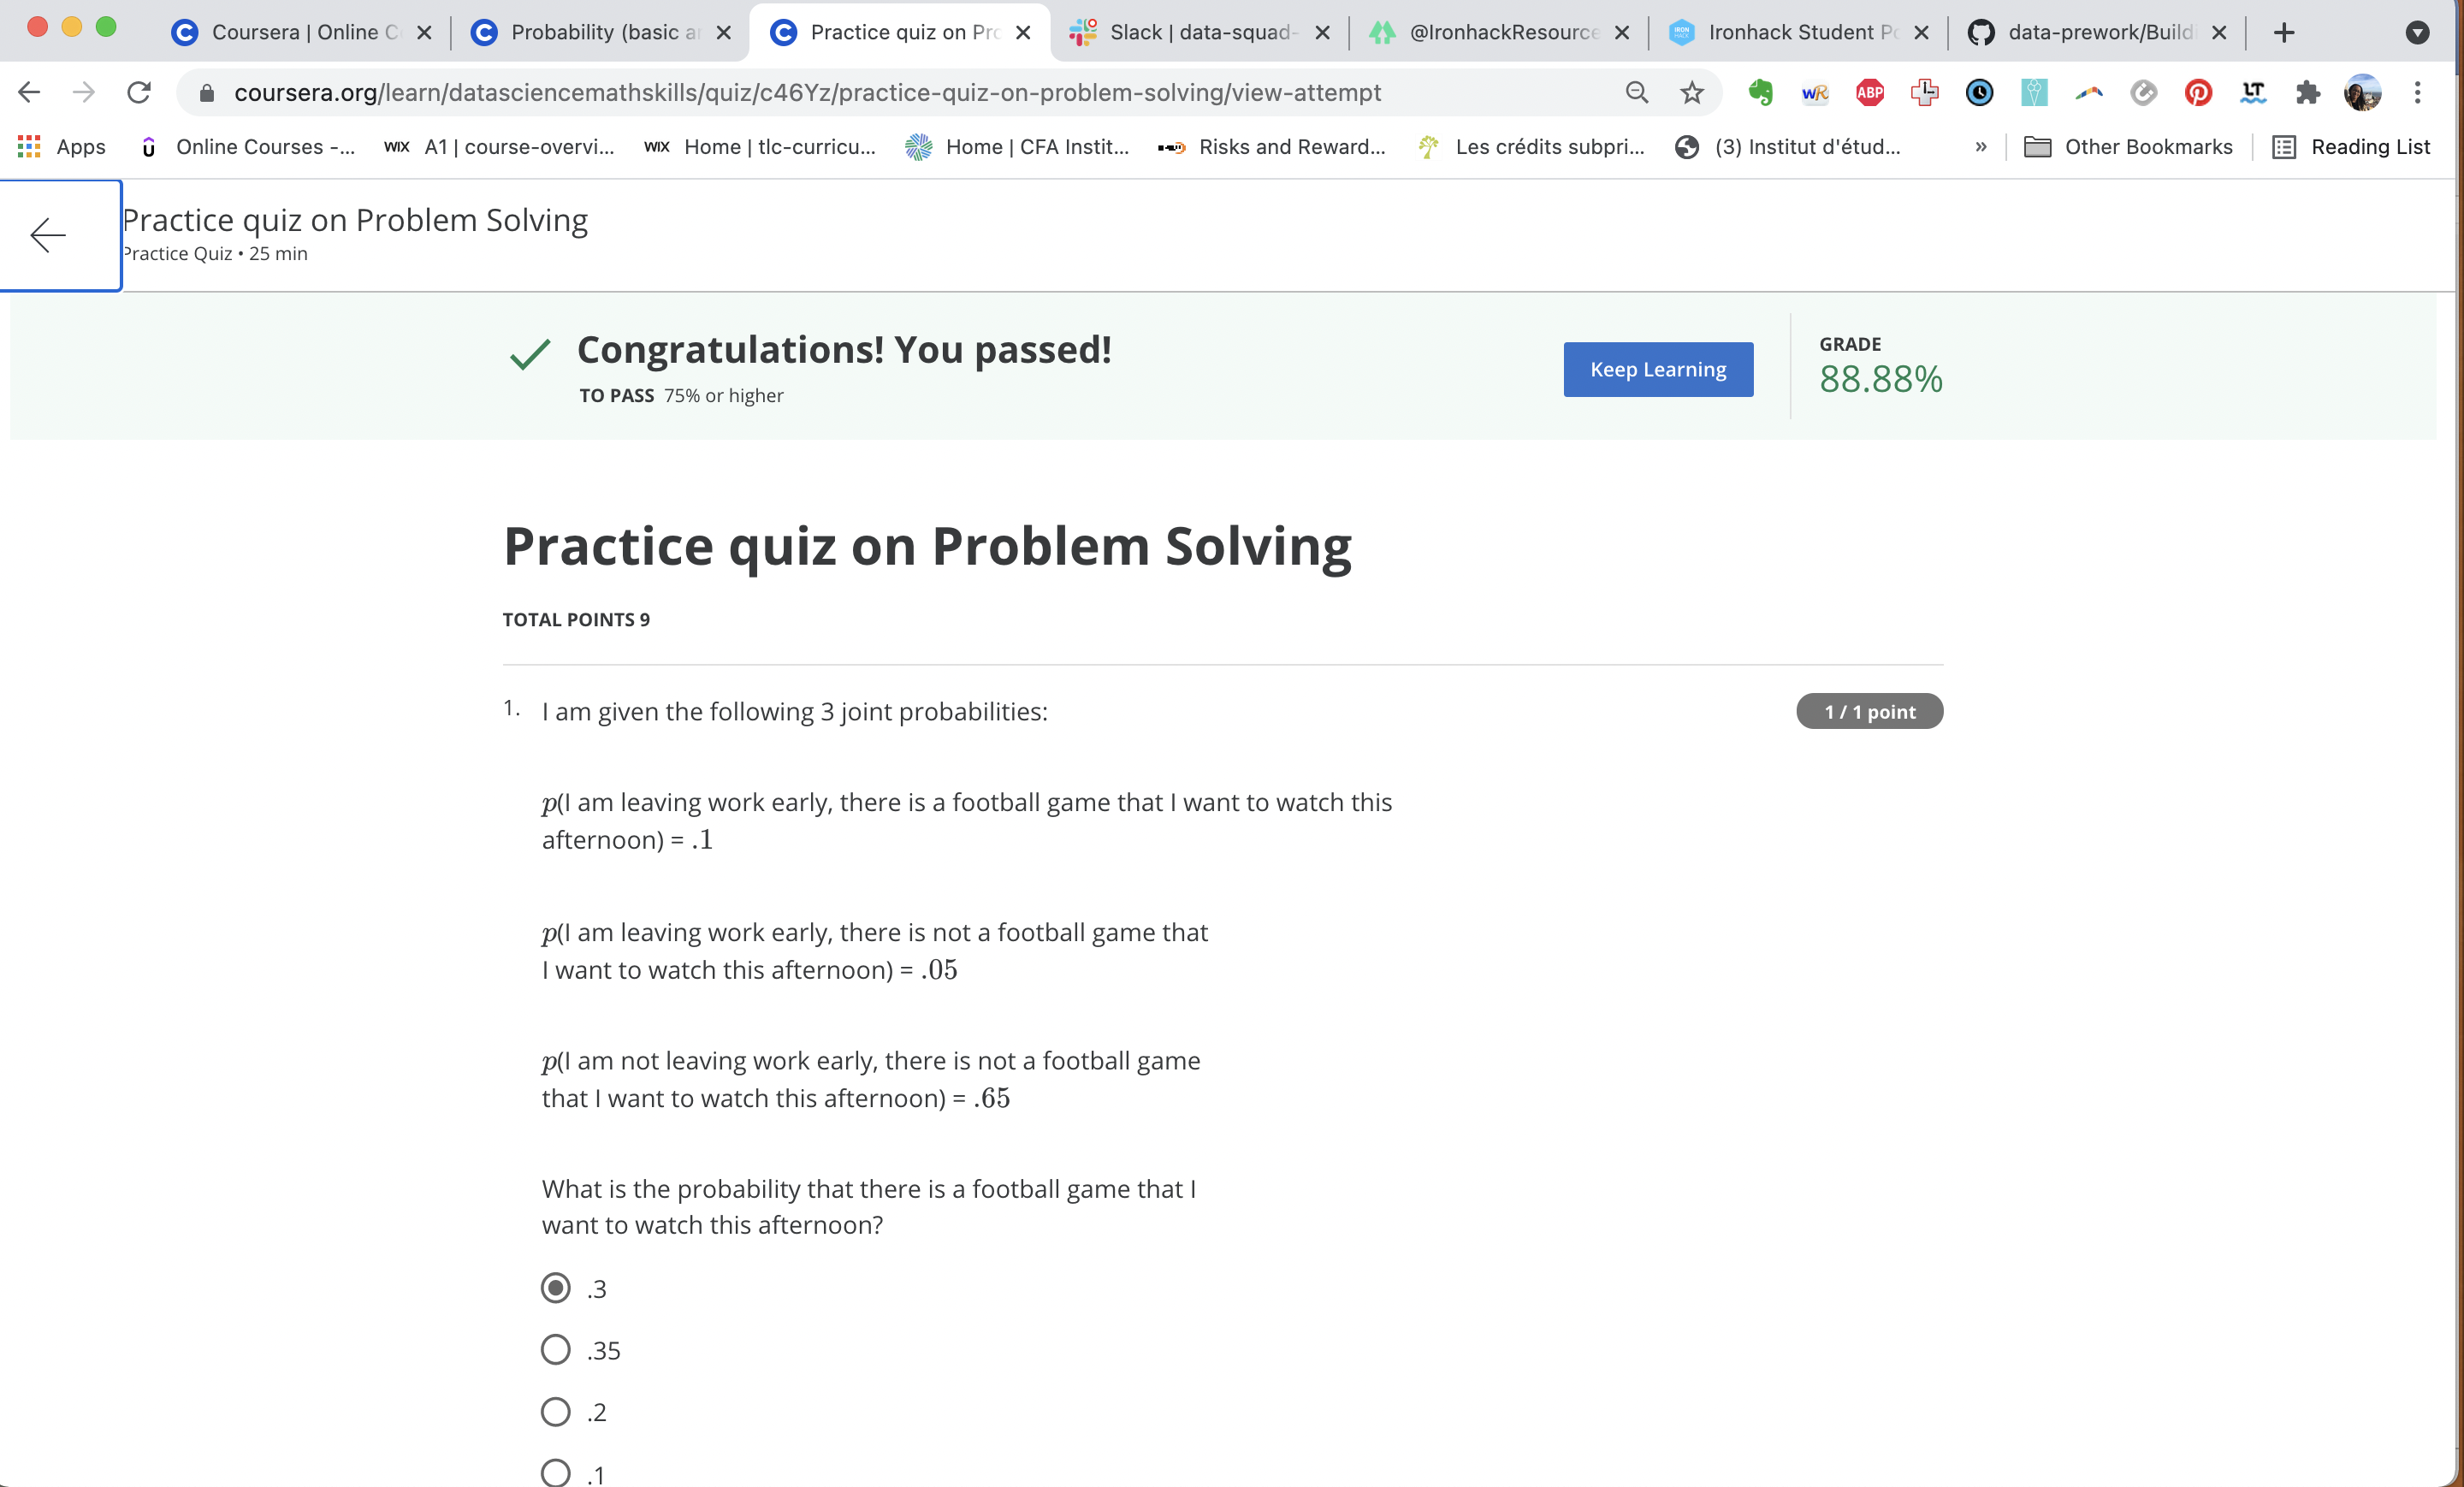 Coursera | Online C
Probability (basic a
Practice quiz on Pro
Slack | data-squad-
@IronhackResource
Ironhack Student Po
data-prework/Build
coursera.org/learn/datasciencemathskills/quiz/c46Yz/practice-quiz-on-problem-solving/view-attempt
ABP
Apps
Online Courses -...
WIX A1 | course-overvi...
WIX Home | tlc-curricu...
Home | CFA Instit...
Risks and Reward...
Les crédits subpri...
(3) Institut d'étud...
»
Other Bookmarks
Reading List
Practice quiz on Problem Solving
Practice Quiz • 25 min
Congratulations! You passed!
TO PASS 75% or higher
Keep Learning
GRADE
88.88%
Practice quiz on Problem Solving
TOTAL POINTS 9
1. I am given the following 3 joint probabilities:
1 / 1 point
p(I am leaving work early, there is a football game that I want to watch this
afternoon) = .1
p(I am leaving work early, there is not a football game that
I want to watch this afternoon) = .05
p(I am not leaving work early, there is not a football game
that I want to watch this afternoon) = .65
What is the probability that there is a football game that I
want to watch this afternoon?
.3
.35
.2
.1